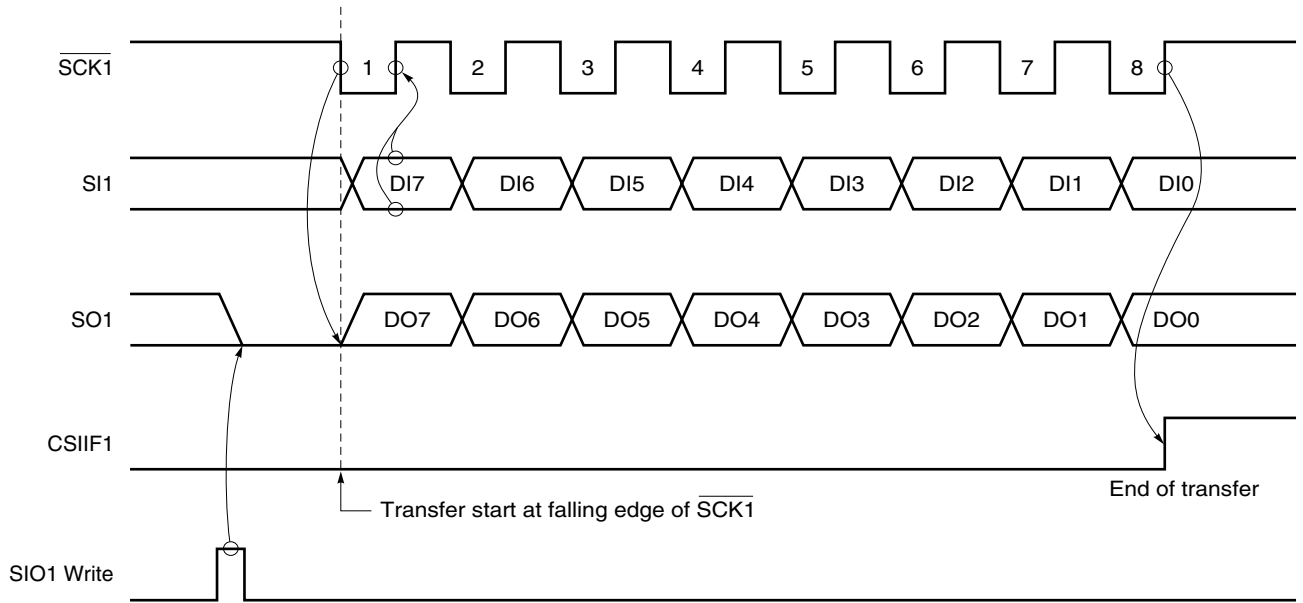 SCK1
1 2 3 4 5 6 7 8
SI1
DI7 DI6 DI5 DI4 DI3 DI2 DI1 DI0
SO1
DO7 DO6 DO5 DO4 DO3 DO2 DO1 DO0
CSIIF1
End of transfer
Transfer start at falling edge of SCK1
SIO1 Write